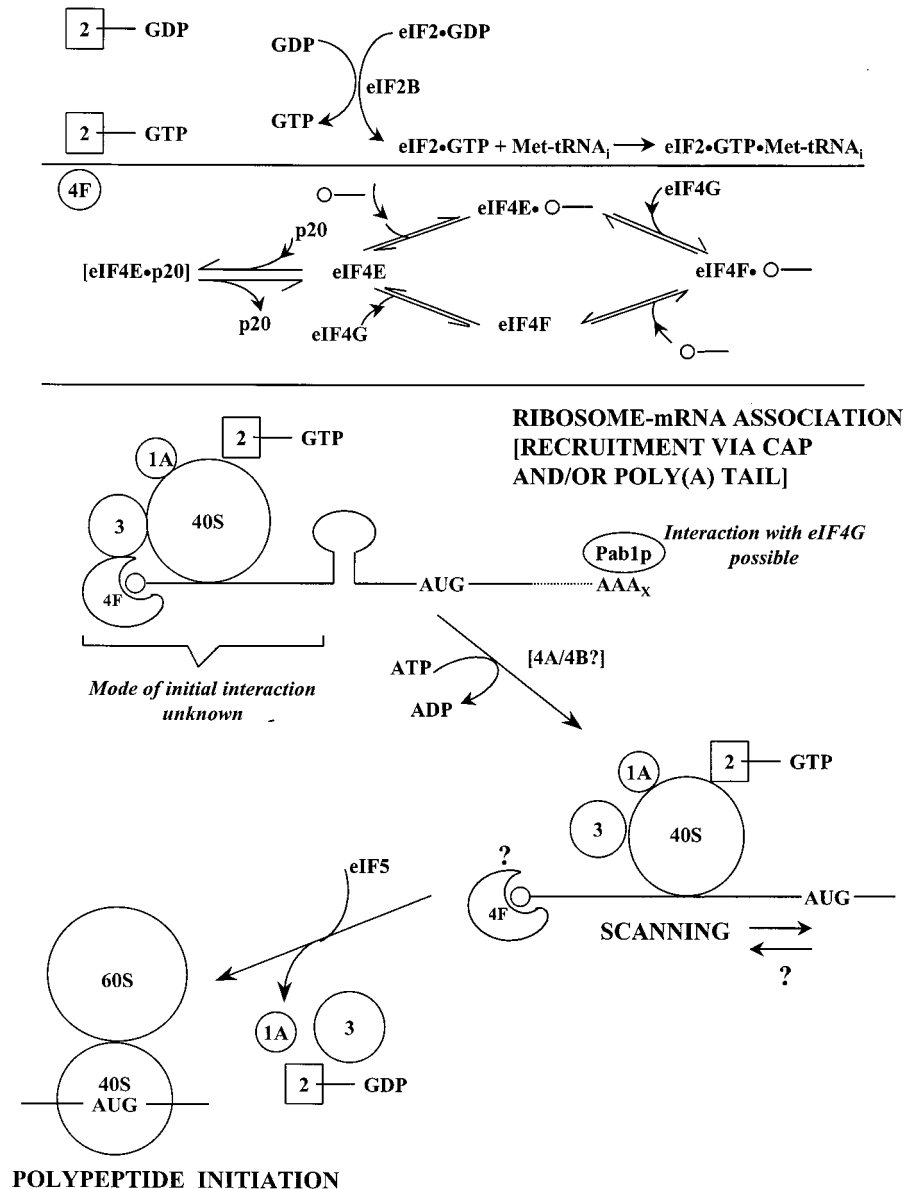 2 GDP
GDP
eIF2•GDP
eIF2B
2 GTP
GTP
eIF2•GTP + Met-tRNAi eIF2•GTP•Met-tRNAi
4F
eIF4E•
eIF4G
p20
[eIF4E•p20]
eIF4E
eIF4F•
p20
eIF4G
eIF4F
RIBOSOME-mRNA ASSOCIATION
[RECRUITMENT VIA CAP
AND/OR POLY(A) TAIL]
2 GTP
1A
3
40S
4F
AUG
Pab1p
AAAX
Interaction with eIF4G
possible
Mode of initial interaction
unknown
ATP
[4A/4B?]
ADP
1A
2 GTP
3
40S
?
4F
AUG
SCANNING
?
eIF5
60S
1A
3
2 GDP
40S
AUG
POLYPEPTIDE INITIATION